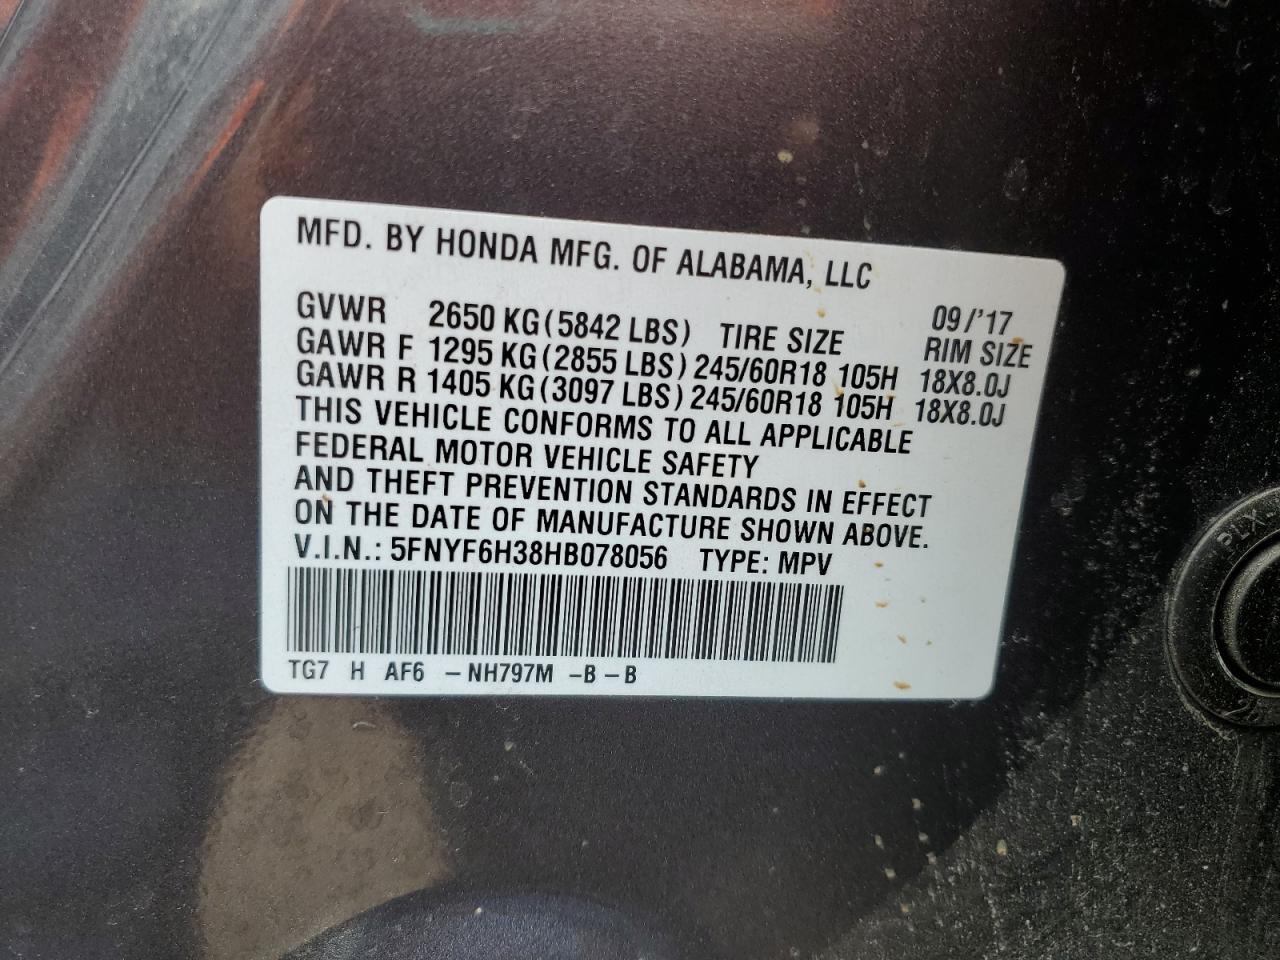 MFD. BY HONDA MFG. OF ALABAMA, LLC
09/'17
GVWR 2650 KG (5842 LBS) TIRE SIZE RIM SIZE
GAWR F 1295 KG (2855 LBS) 245/60R18 105H 18X8.0J
GAWR R 1405 KG (3097 LBS) 245/60R18 105H 18X8.0J
THIS VEHICLE CONFORMS TO ALL APPLICABLE
FEDERAL MOTOR VEHICLE SAFETY
AND THEFT PREVENTION STANDARDS IN EFFECT
ON THE DATE OF MANUFACTURE SHOWN ABOVE.
V.I.N.: 5FNYF6H38HB078056 TYPE: MPV
TG7 H AF6 – NH797M –B – B
PLX